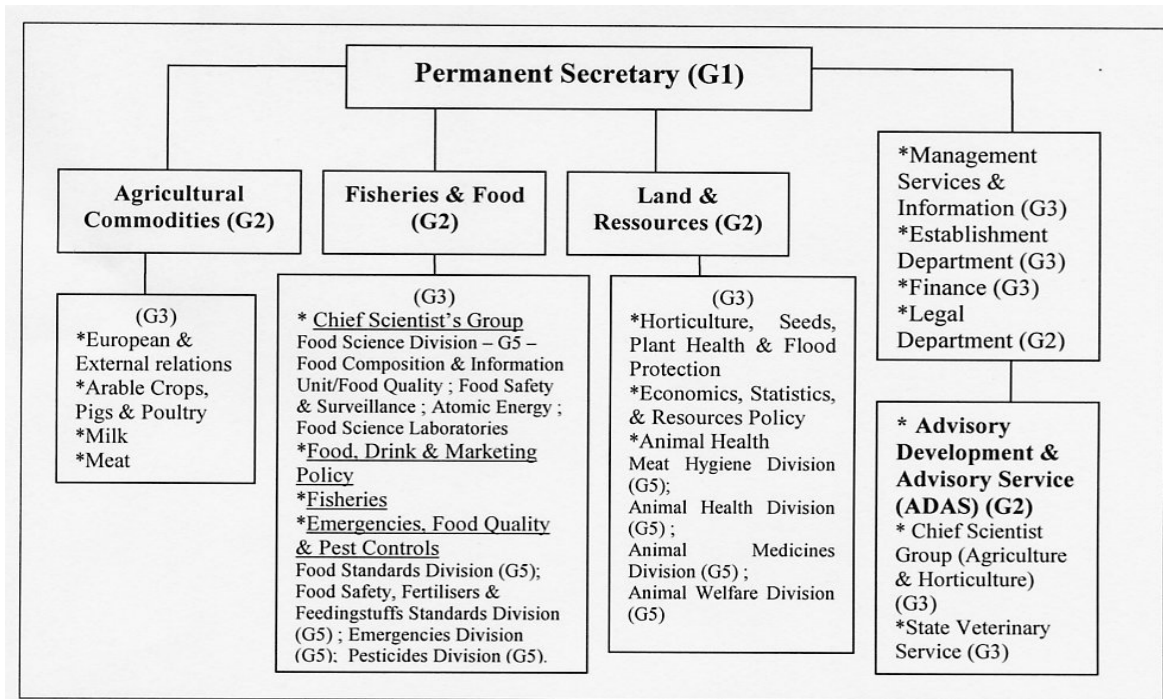 Permanent Secretary (G1)
Agricultural
Commodities (G2)
Fisheries & Food
(G2)
Land &
Ressources (G2)
*Management
Services &
Information (G3)
*Establishment
Department (G3)
*Finance (G3)
*Legal
Department (G2)
(G3)
*European &
External relations
*Arable Crops,
Pigs & Poultry
*Milk
*Meat
(G3)
* Chief Scientist's Group
Food Science Division – G5 –
Food Composition & Information
Unit/Food Quality ; Food Safety
& Surveillance ; Atomic Energy ;
Food Science Laboratories
*Food, Drink & Marketing
Policy
*Fisheries
*Emergencies, Food Quality
& Pest Controls
Food Standards Division (G5);
Food Safety, Fertilisers &
Feedingstuffs Standards Division
(G5) ; Emergencies Division
(G5); Pesticides Division (G5).
(G3)
*Horticulture, Seeds,
Plant Health & Flood
Protection
*Economics, Statistics,
& Resources Policy
*Animal Health
Meat Hygiene Division
(G5);
Animal Health Division
(G5) ;
Animal Medicines
Division (G5) ;
Animal Welfare Division
(G5)
* Advisory
Development &
Advisory Service
(ADAS) (G2)
* Chief Scientist
Group (Agriculture
& Horticulture)
(G3)
*State Veterinary
Service (G3)